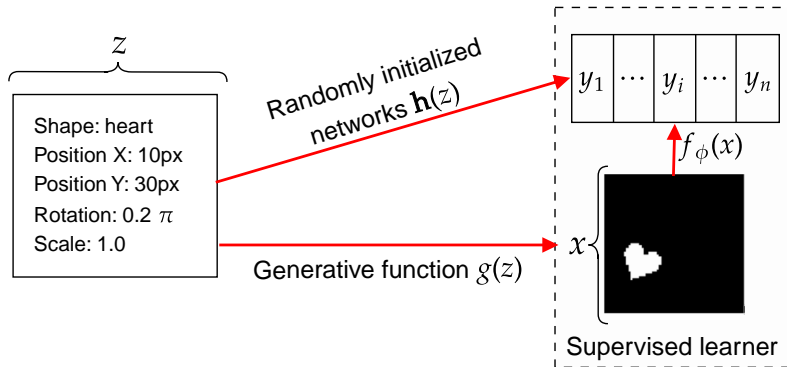 z
Shape: heart
Position X: 10px
Position Y: 30px
Rotation: 0.2 π
Scale: 1.0
Randomly initialized
networks h(z)
Generative function g(z)
y₁ ⋯ yᵢ ⋯ yₙ
f_ϕ(x)
x
Supervised learner